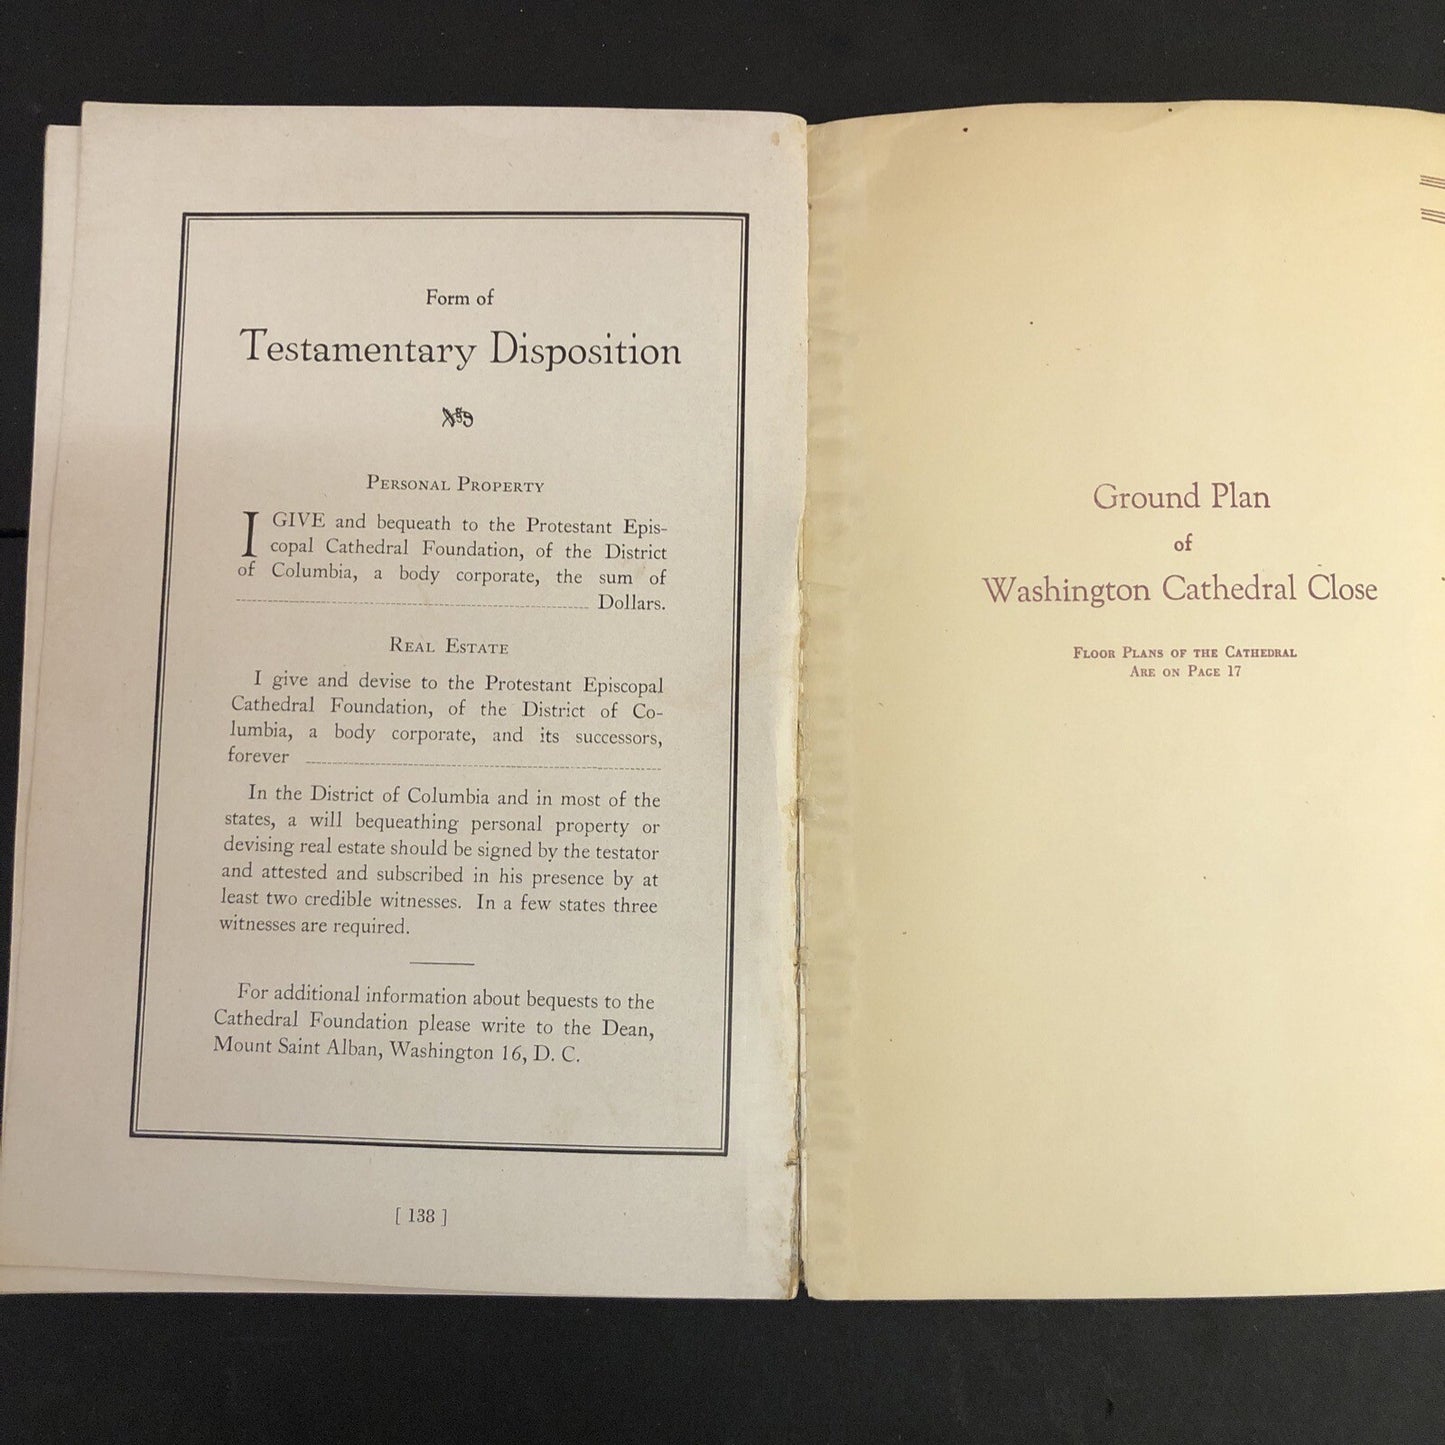 Form of
Testamentary Disposition
PERSONAL PROPERTY
I GIVE and bequeath to the Protestant Epis-
copal Cathedral Foundation, of the District
of Columbia, a body corporate, the sum of
Dollars.
REAL ESTATE
I give and devise to the Protestant Episcopal
Cathedral Foundation, of the District of Co-
lumbia, a body corporate, and its successors,
forever
In the District of Columbia and in most of the
states, a will bequeathing personal property or
devising real estate should be signed by the testator
and attested and subscribed in his presence by at
least two credible witnesses. In a few states three
witnesses are required.
For additional information about bequests to the
Cathedral Foundation please write to the Dean,
Mount Saint Alban, Washington 16, D. C.
[ 138 ]
Ground Plan
of
Washington Cathedral Close
FLOOR PLANS OF THE CATHEDRAL
ARE ON PAGE 17